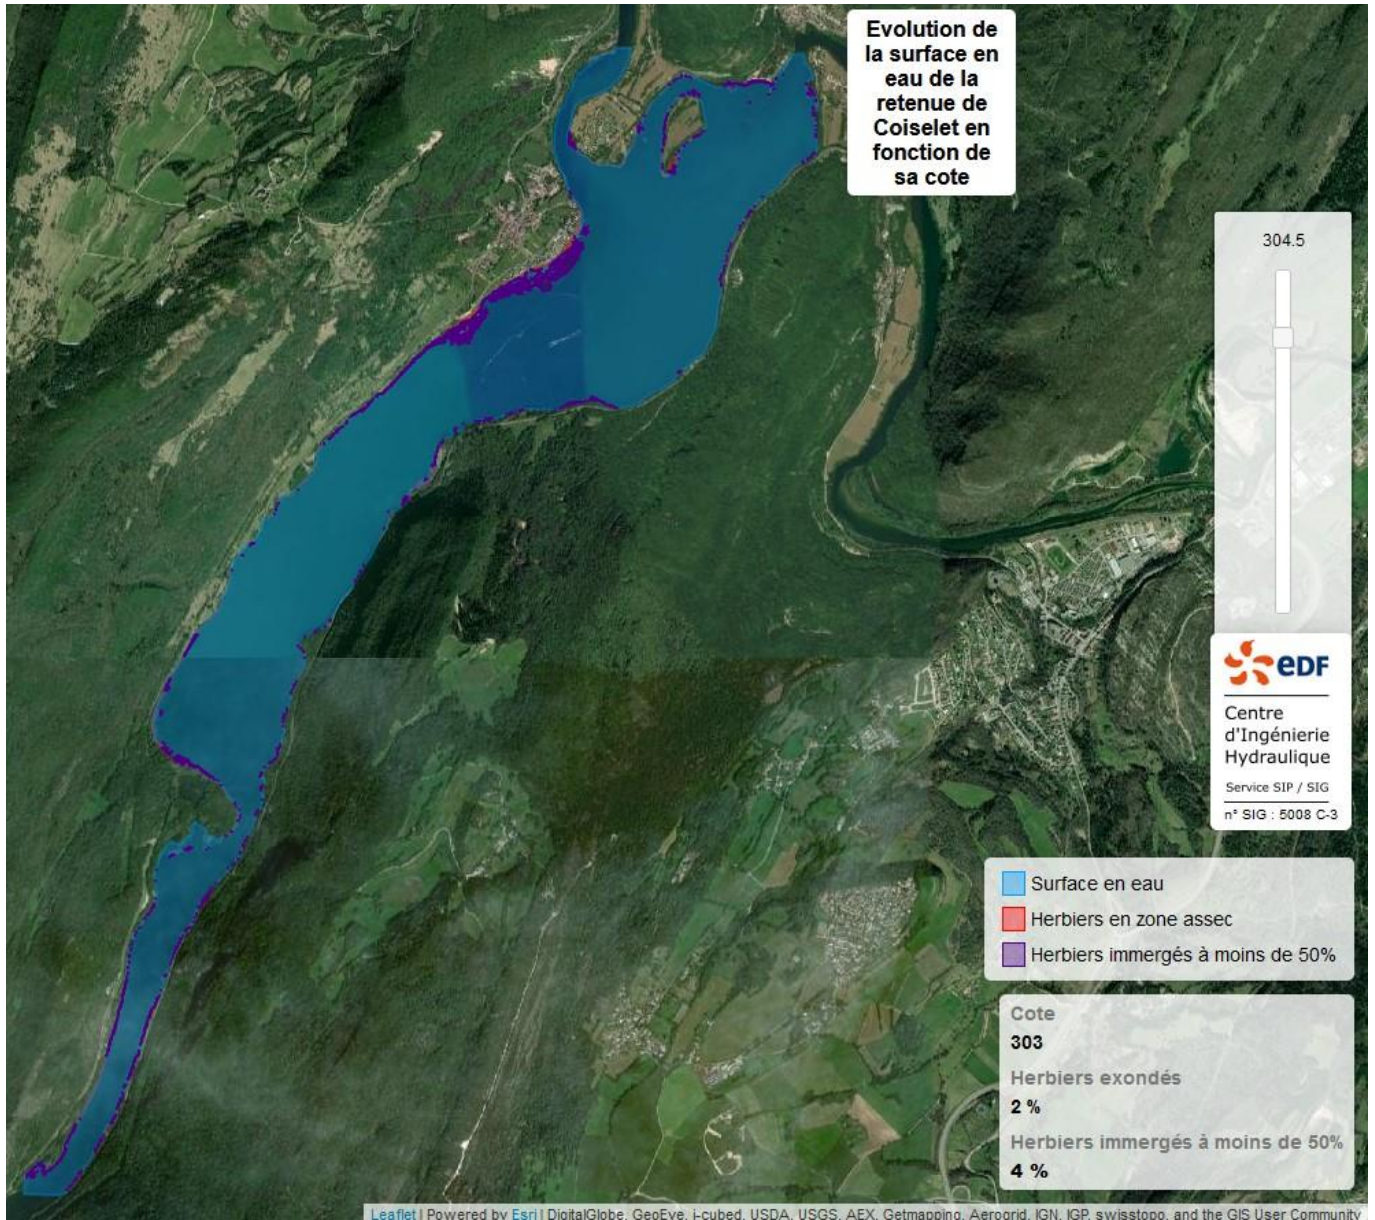 Evolution de
la surface en
eau de la
retenue de
Coiselet en
fonction de
sa cote
304.5
eDF
Centre
d'Ingénierie
Hydraulique
Service SIP / SIG
n° SIG : 5008 C-3
Surface en eau
Herbiers en zone assec
Herbiers immergés à moins de 50%
Cote
303
Herbiers exondés
2 %
Herbiers immergés à moins de 50%
4 %
Leaflet | Powered by Esri | DigitalGlobe, GeoEye, i-cubed, USDA, USGS, AEX, Getmapping, Aerogrid, IGN, IGP, swisstopo, and the GIS User Community